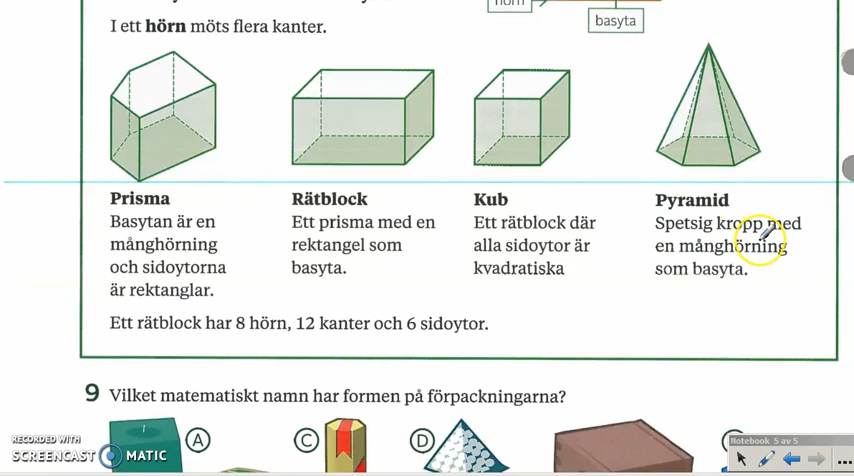 basyta
I ett hörn möts flera kanter.
Prisma
Basytan är en
månghörning
och sidoytorna
är rektanglar.
Rätblock
Ett prisma med en
rektangel som
basyta.
Kub
Ett rätblock där
alla sidoytor är
kvadratiska
Pyramid
Spetsig kropp med
en månghörning
som basyta.
Ett rätblock har 8 hörn, 12 kanter och 6 sidoytor.
9 Vilket matematiskt namn har formen på förpackningarna?
A
C
D
RECORDED WITH
SCREENCAST MATIC
Notebook 5 av 5